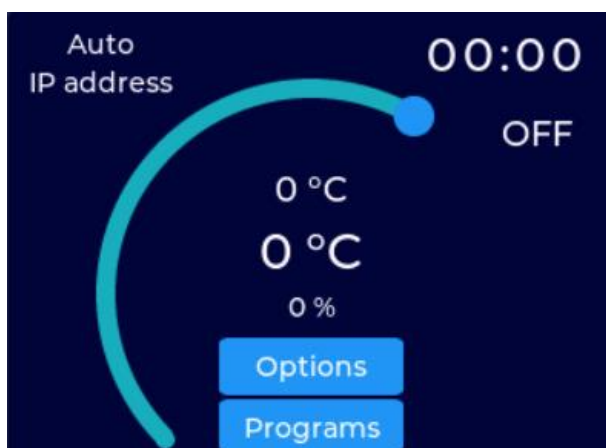 Auto
IP address
00:00
OFF
0 °C
0 °C
0 %
Options
Programs